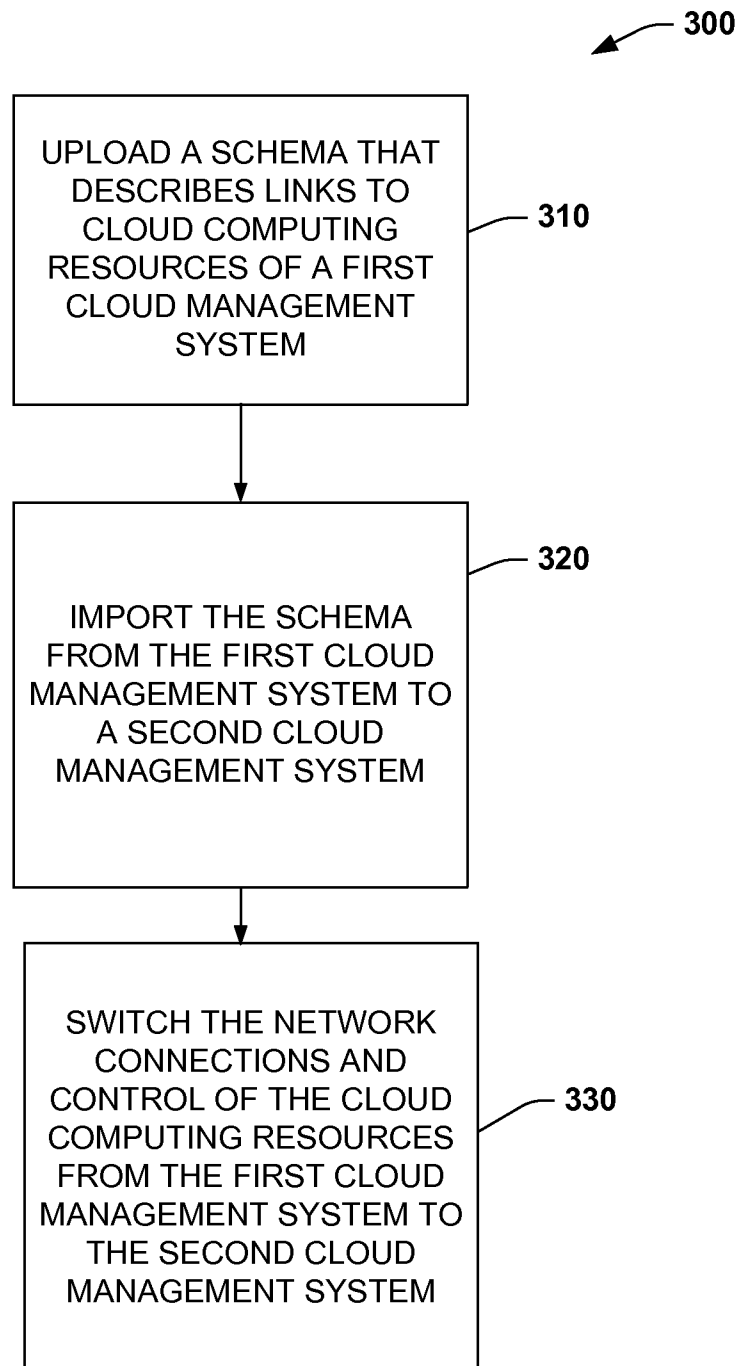 300
UPLOAD A SCHEMA THAT
DESCRIBES LINKS TO
CLOUD COMPUTING
RESOURCES OF A FIRST
CLOUD MANAGEMENT
SYSTEM
310
IMPORT THE SCHEMA
FROM THE FIRST CLOUD
MANAGEMENT SYSTEM TO
A SECOND CLOUD
MANAGEMENT SYSTEM
320
SWITCH THE NETWORK
CONNECTIONS AND
CONTROL OF THE CLOUD
COMPUTING RESOURCES
FROM THE FIRST CLOUD
MANAGEMENT SYSTEM TO
THE SECOND CLOUD
MANAGEMENT SYSTEM
330